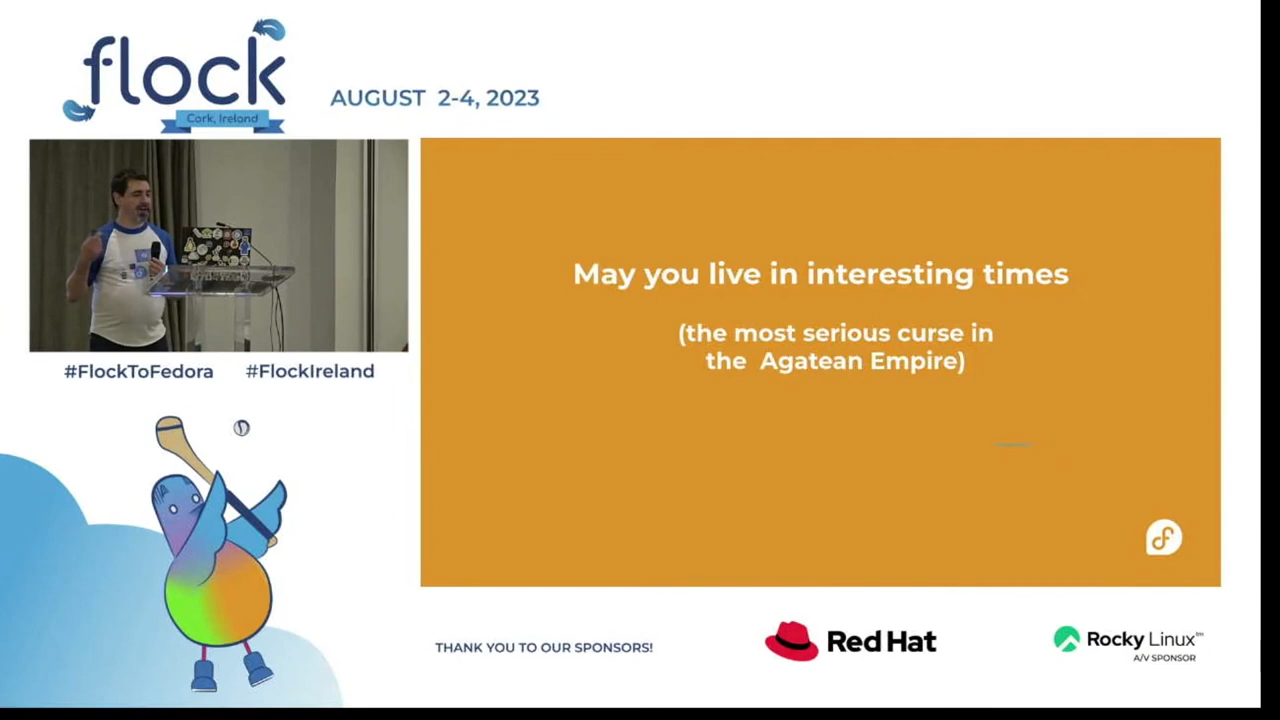 flock
Cork, Ireland
AUGUST 2-4, 2023
May you live in interesting times
(the most serious curse in
the Agatean Empire)
#FlockToFedora #FlockIreland
THANK YOU TO OUR SPONSORS!
Red Hat
Rocky Linux™
A/V SPONSOR